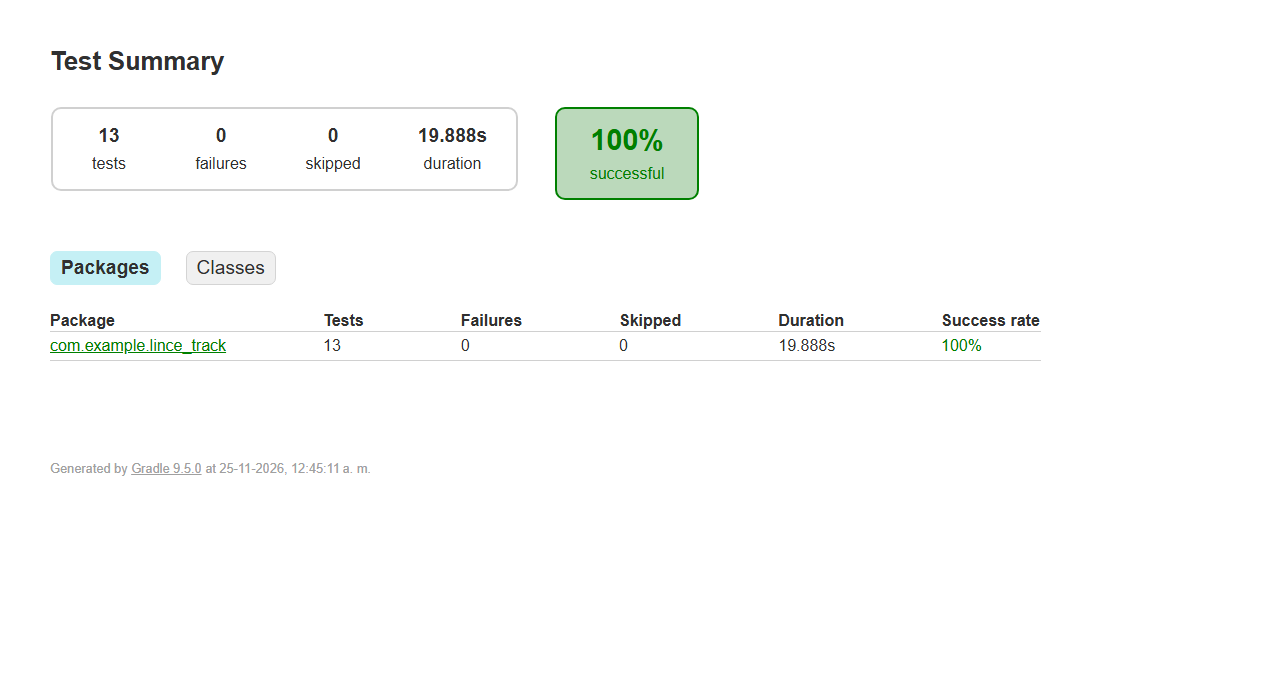 Test Summary
13 0 0 19.888s
tests failures skipped duration
100%
successful
Packages Classes
Package Tests Failures Skipped Duration Success rate
com.example.lince_track 13 0 0 19.888s 100%
Generated by Gradle 9.5.0 at 25-11-2026, 12:45:11 a. m.